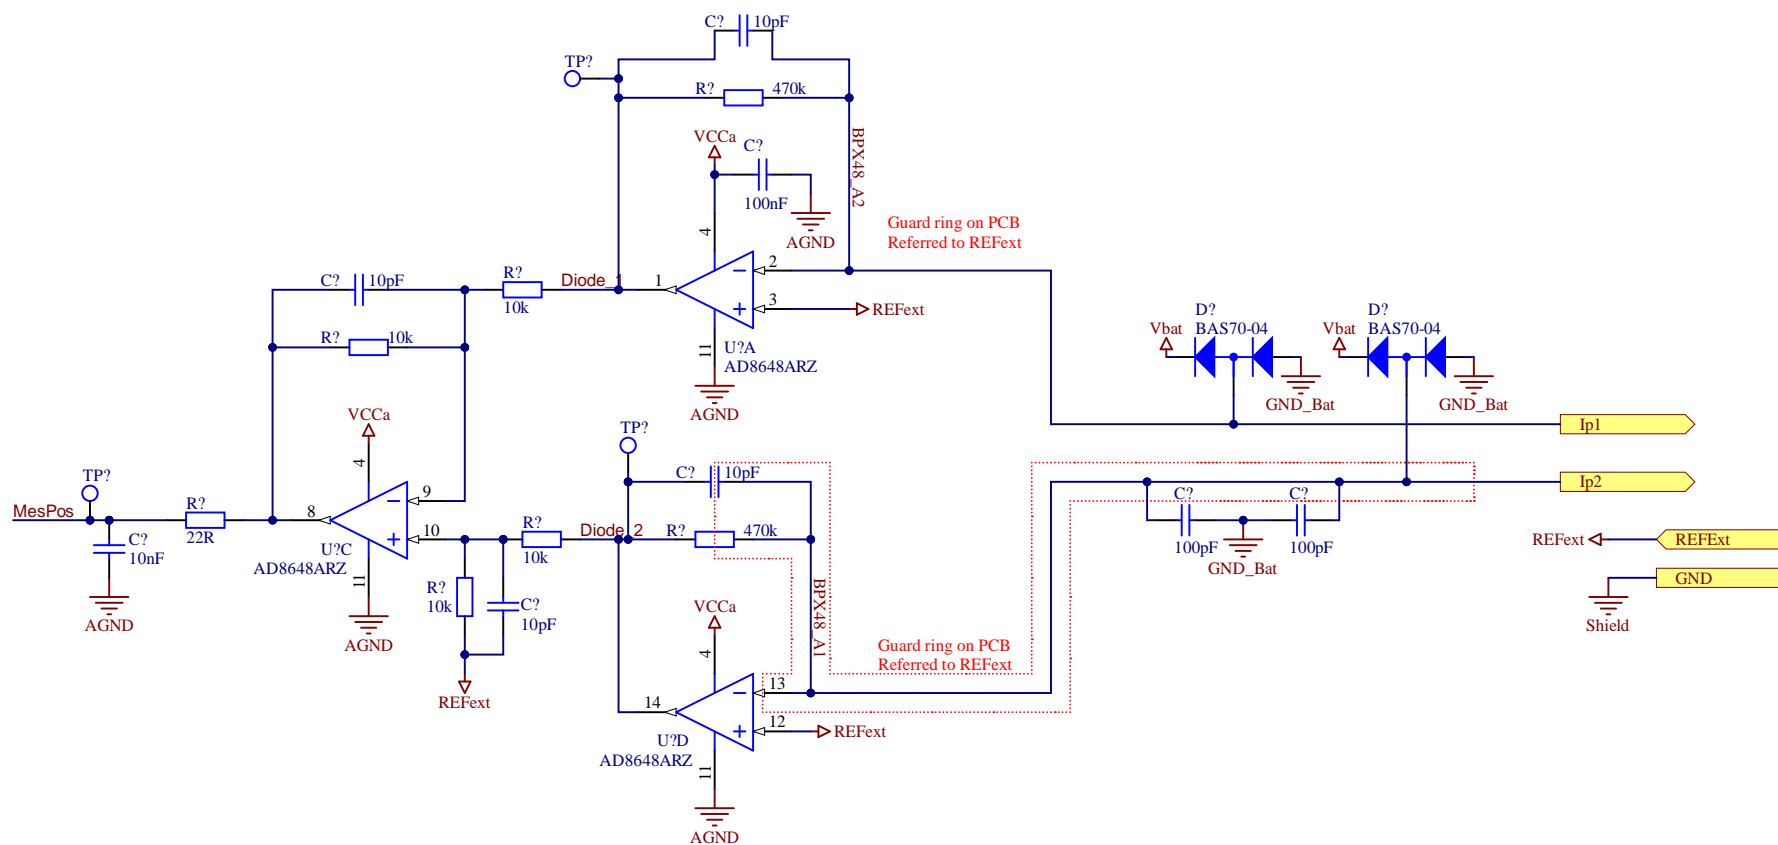 C?
10pF
TP?
R?
470k
VCCa
C?
100nF
AGND
BPX48_A2
Guard ring on PCB
Referred to REFext
4
2
3
1
11
REFext
U?A
AD8648ARZ
AGND
C?
10pF
R?
10k
R?
10k
Diode_1
D?
BAS70-04
Vbat
GND_Bat
D?
BAS70-04
Vbat
GND_Bat
Ip1
VCCa
4
9
10
8
11
U?C
AD8648ARZ
AGND
TP?
MesPos
R?
22R
C?
10nF
AGND
R?
10k
Diode_2
R?
10k
C?
10pF
REFext
TP?
C?
10pF
R?
470k
BPX48_A1
VCCa
4
13
12
14
11
REFext
U?D
AD8648ARZ
AGND
Guard ring on PCB
Referred to REFext
Ip2
C?
100pF
C?
100pF
GND_Bat
REFext
REFExt
GND
Shield